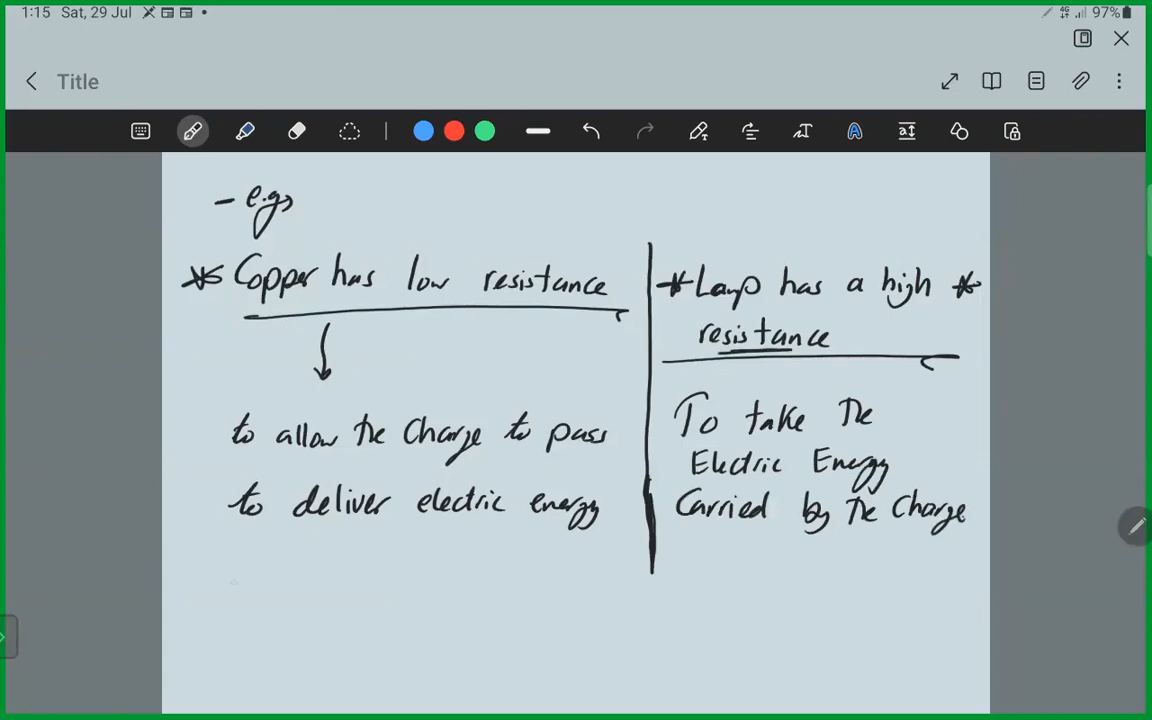 1:15 Sat, 29 Jul
4G 97%
Title
- e.gs
* Copper has low resistance
to allow the charge to pass
to deliver electric energy
* Lamp has a high *
resistance
To take the
Electric Energy
Carried by the Charge